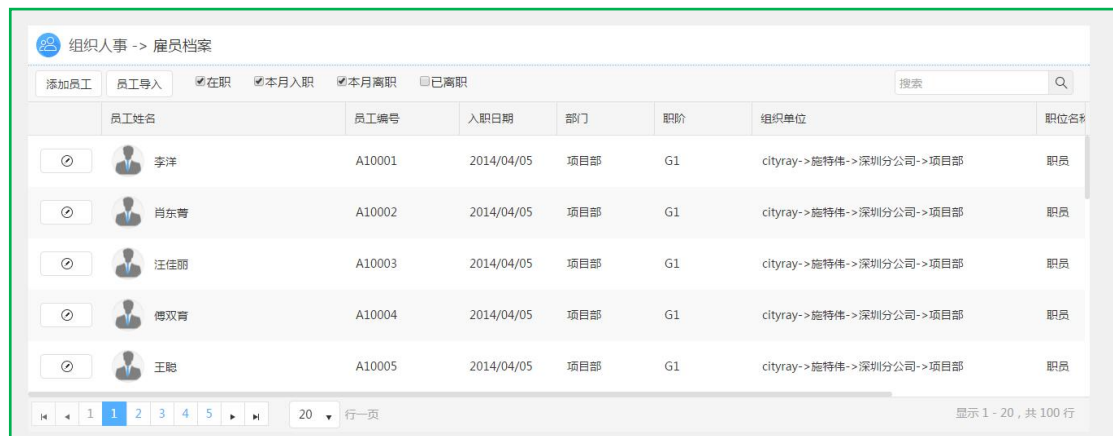 组织人事 -> 雇员档案
添加员工 员工导入 在职 本月入职 本月离职 已离职 搜索
员工姓名 员工编号 入职日期 部门 职阶 组织单位 职位名称
李洋 A10001 2014/04/05 项目部 G1 cityray->施特伟->深圳分公司->项目部 职员
肖东菁 A10002 2014/04/05 项目部 G1 cityray->施特伟->深圳分公司->项目部 职员
汪佳丽 A10003 2014/04/05 项目部 G1 cityray->施特伟->深圳分公司->项目部 职员
傅双育 A10004 2014/04/05 项目部 G1 cityray->施特伟->深圳分公司->项目部 职员
王聪 A10005 2014/04/05 项目部 G1 cityray->施特伟->深圳分公司->项目部 职员
1 1 2 3 4 5 20 行一页 显示 1 - 20 , 共 100 行